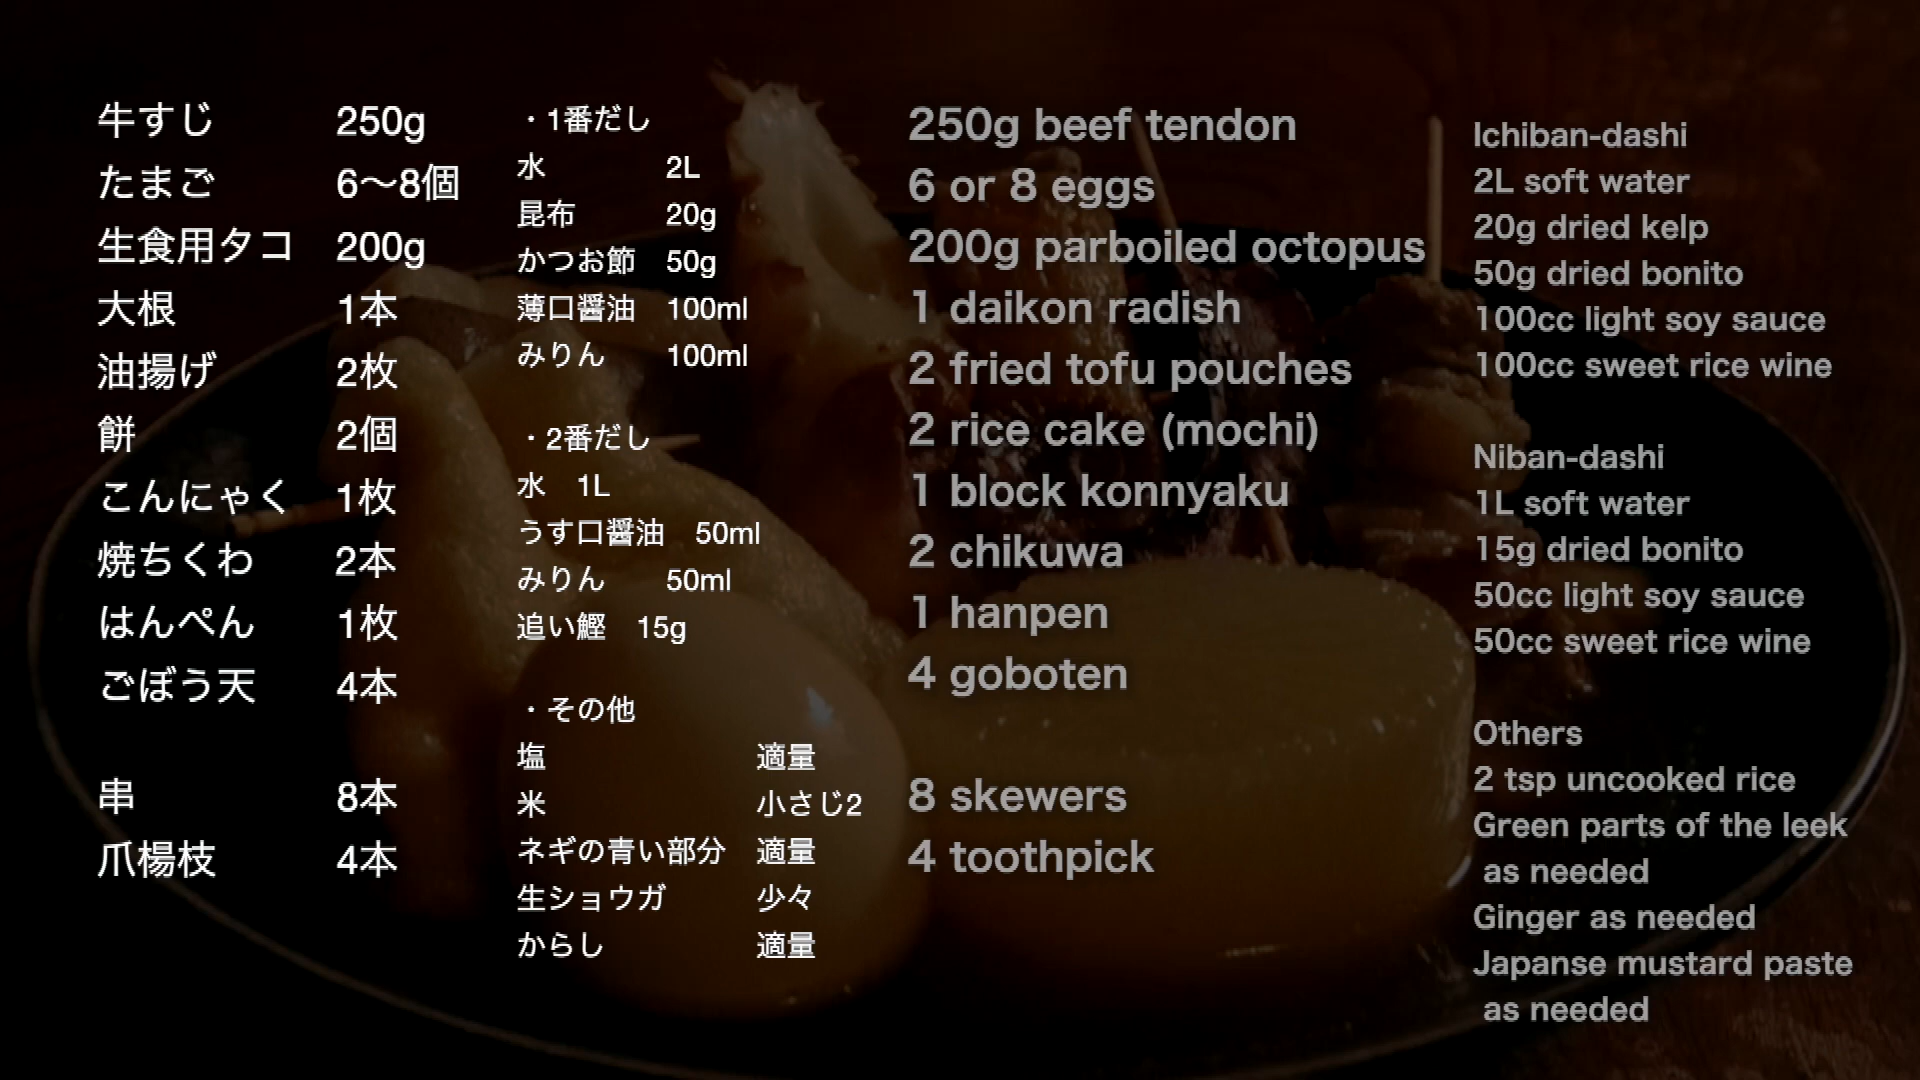 牛すじ 250g
たまご 6〜8個
生食用タコ 200g
大根 1本
油揚げ 2枚
餅 2個
こんにゃく 1枚
焼ちくわ 2本
はんぺん 1枚
ごぼう天 4本
串 8本
爪楊枝 4本
・1番だし
水 2L
昆布 20g
かつお節 50g
薄口醤油 100ml
みりん 100ml
・2番だし
水 1L
うす口醤油 50ml
みりん 50ml
追い鰹 15g
・その他
塩 適量
米 小さじ2
ネギの青い部分 適量
生ショウガ 少々
からし 適量
250g beef tendon
6 or 8 eggs
200g parboiled octopus
1 daikon radish
2 fried tofu pouches
2 rice cake (mochi)
1 block konnyaku
2 chikuwa
1 hanpen
4 goboten
8 skewers
4 toothpick
Ichiban-dashi
2L soft water
20g dried kelp
50g dried bonito
100cc light soy sauce
100cc sweet rice wine
Niban-dashi
1L soft water
15g dried bonito
50cc light soy sauce
50cc sweet rice wine
Others
2 tsp uncooked rice
Green parts of the leek
as needed
Ginger as needed
Japanse mustard paste
as needed